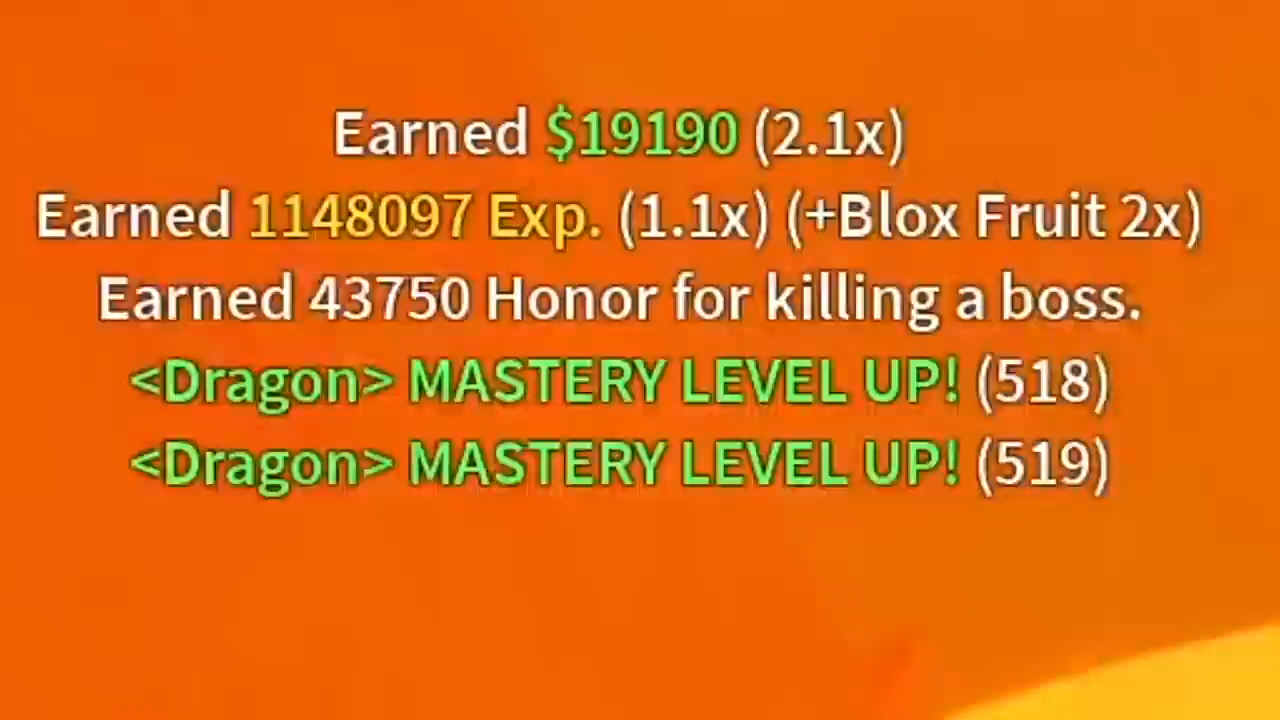 Earned $19190 (2.1x)
Earned 1148097 Exp. (1.1x) (+Blox Fruit 2x)
Earned 43750 Honor for killing a boss.
<Dragon> MASTERY LEVEL UP! (518)
<Dragon> MASTERY LEVEL UP! (519)